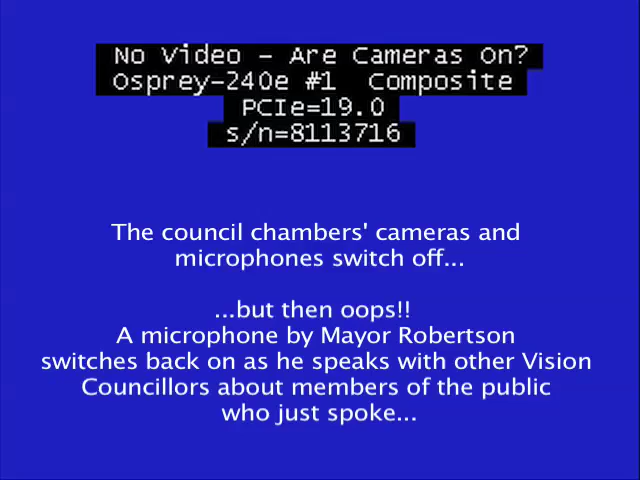 No Video - Are Cameras On?
Osprey-240e #1  Composite
PCIe=19.0
s/n=8113716
The council chambers' cameras and
microphones switch off...
...but then oops!!
A microphone by Mayor Robertson
switches back on as he speaks with other Vision
Councillors about members of the public
who just spoke...